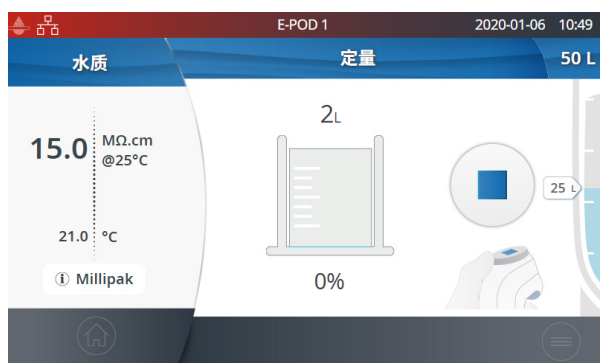 E-POD 1
2020-01-06 10:49
水质
定量
50 L
2L
15.0 MΩ.cm
@25°C
25 L
21.0 °C
i Millipak
0%